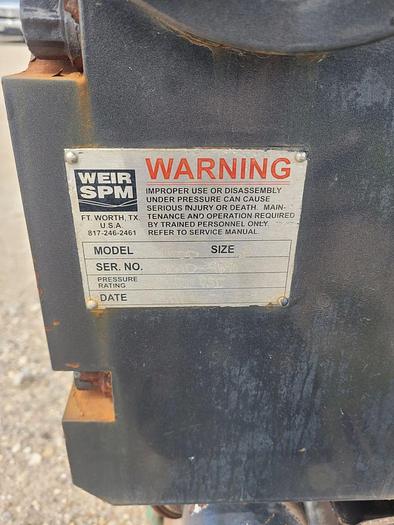 WEIR
SPM
FT. WORTH, TX.
U.S.A.
817-246-2461
WARNING
IMPROPER USE OR DISASSEMBLY
UNDER PRESSURE CAN CAUSE
SERIOUS INJURY OR DEATH. MAIN-
TENANCE AND OPERATION REQUIRED
BY TRAINED PERSONNEL ONLY.
REFER TO SERVICE MANUAL.
MODEL SIZE
SER. NO.
PRESSURE
RATING
DATE